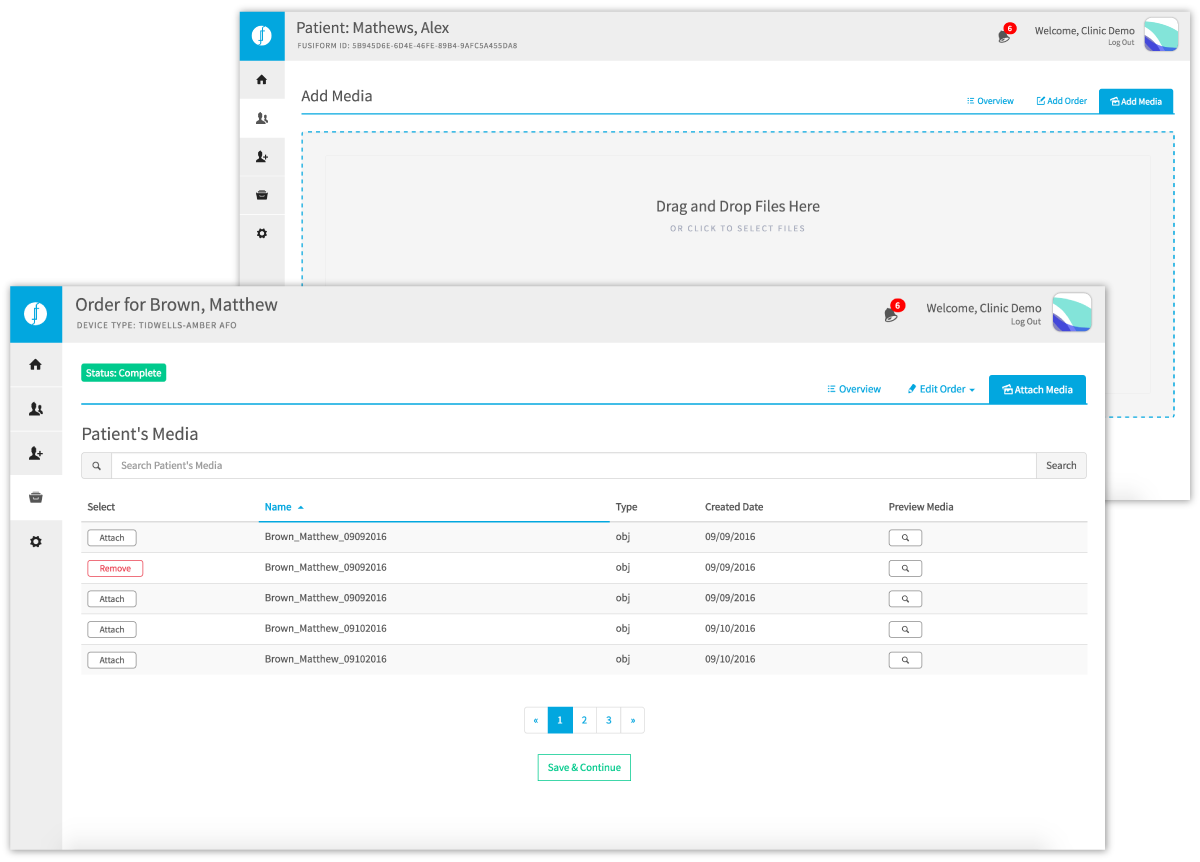 Patient: Mathews, Alex
FUSIFORM ID: 5B945D6E-6D4E-46FE-89B4-9AFC5A455DA8
6
Welcome, Clinic Demo
Log Out
Add Media
Overview
Add Order
Add Media
Drag and Drop Files Here
OR CLICK TO SELECT FILES
Order for Brown, Matthew
DEVICE TYPE: TIDWELLS-AMBER AFO
6
Welcome, Clinic Demo
Log Out
Status: Complete
Overview
Edit Order
Attach Media
Patient's Media
Search Patient's Media
Search
Select Name Type Created Date Preview Media
Attach Brown_Matthew_09092016 obj 09/09/2016
Remove Brown_Matthew_09092016 obj 09/09/2016
Attach Brown_Matthew_09092016 obj 09/09/2016
Attach Brown_Matthew_09102016 obj 09/10/2016
Attach Brown_Matthew_09102016 obj 09/10/2016
« 1 2 3 »
Save & Continue